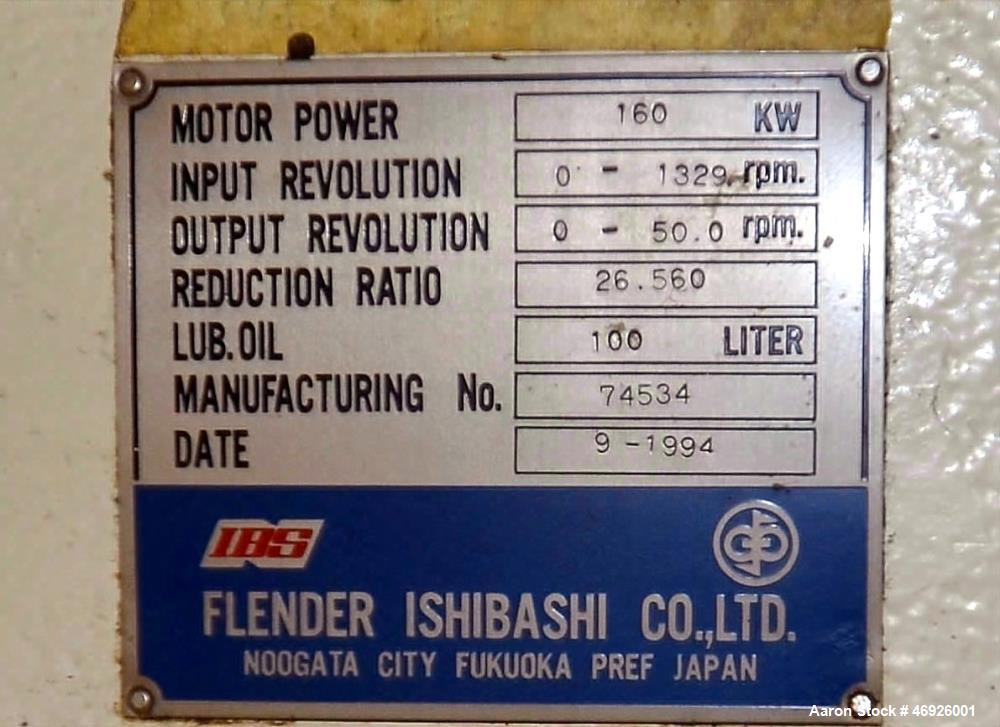 MOTOR POWER 160 KW
INPUT REVOLUTION 0 - 1329 rpm.
OUTPUT REVOLUTION 0 - 50.0 rpm.
REDUCTION RATIO 26.560
LUB. OIL 100 LITER
MANUFACTURING No. 74534
DATE 9 - 1994
IBS
FLENDER ISHIBASHI CO.,LTD.
NOOGATA CITY FUKUOKA PREF JAPAN
Aaron Stock # 46926001